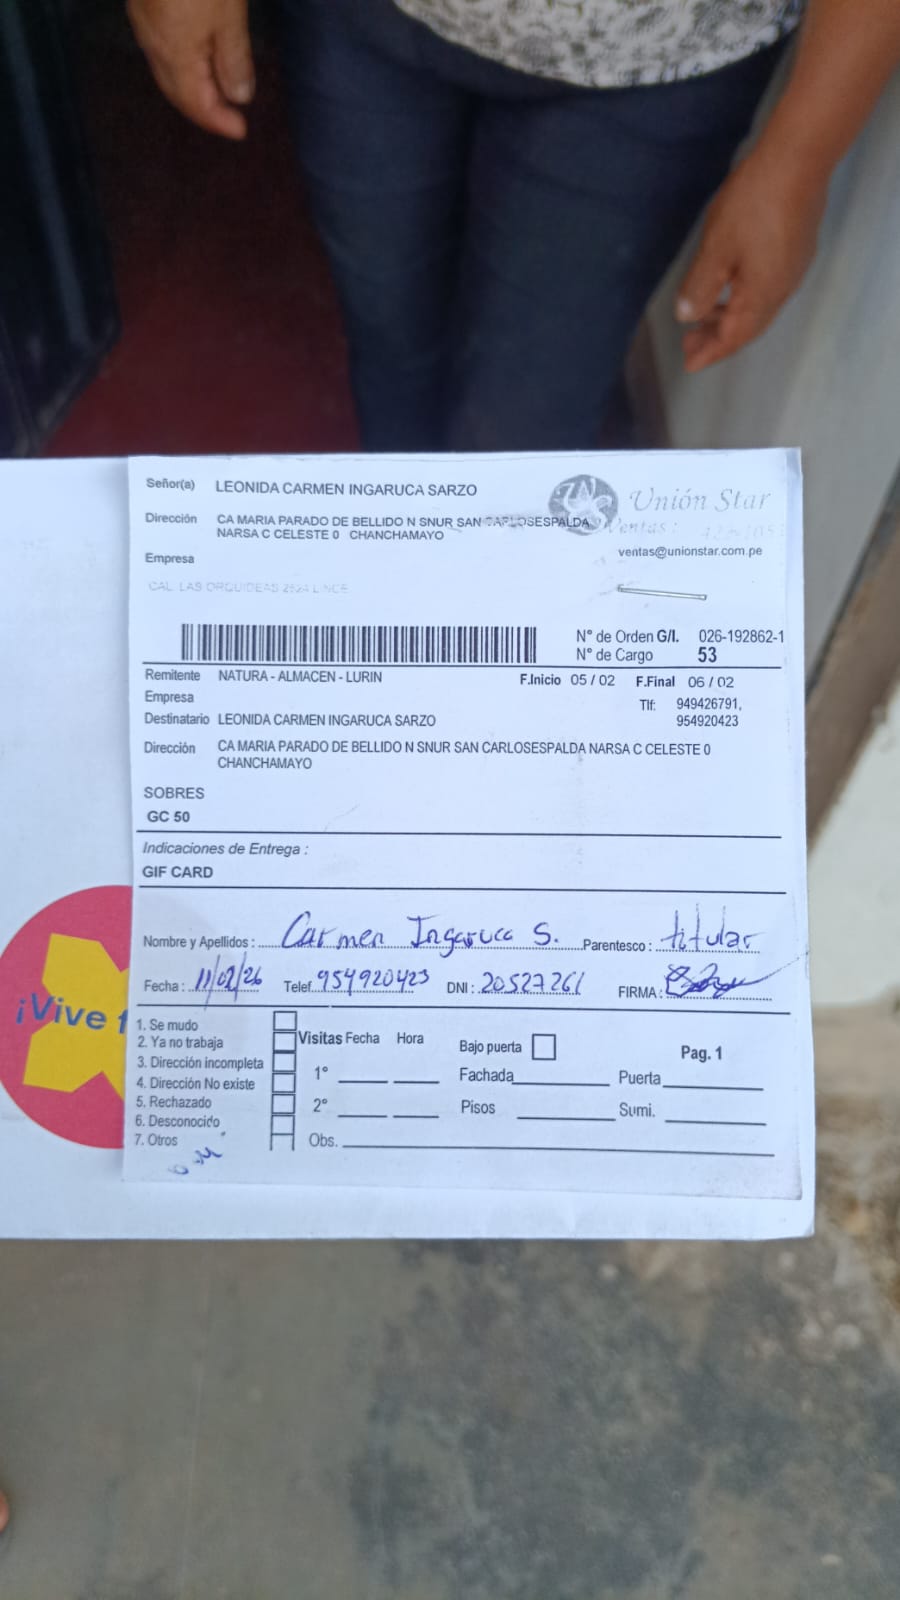 Señor(a) LEONIDA CARMEN INGARUCA SARZO
Unión Star
Dirección CA MARIA PARADO DE BELLIDO N SNUR SAN CARLOSESPALDA
NARSA C CELESTE 0 CHANCHAMAYO
Ventas:
ventas@unionstar.com.pe
Empresa
CAL. LAS ORQUIDEAS 2624 LINCE
N° de Orden G/I. 026-192862-1
N° de Cargo 53
Remitente NATURA - ALMACEN - LURIN F.Inicio 05 / 02 F.Final 06 / 02
Empresa Tlf: 949426791,
954920423
Destinatario LEONIDA CARMEN INGARUCA SARZO
Dirección CA MARIA PARADO DE BELLIDO N SNUR SAN CARLOSESPALDA NARSA C CELESTE 0
CHANCHAMAYO
SOBRES
GC 50
Indicaciones de Entrega :
GIF CARD
Nombre y Apellidos : Carmen Ingaruca S. Parentesco : titular
Fecha : 11/02/26 Telef 954920423 DNI : 20527261 FIRMA :
¡Vive f
1. Se mudo
2. Ya no trabaja
3. Dirección incompleta
4. Dirección No existe
5. Rechazado
6. Desconocido
7. Otros
Visitas Fecha Hora
1°
2°
Obs.
Bajo puerta
Pag. 1
Fachada Puerta
Pisos Sumi.